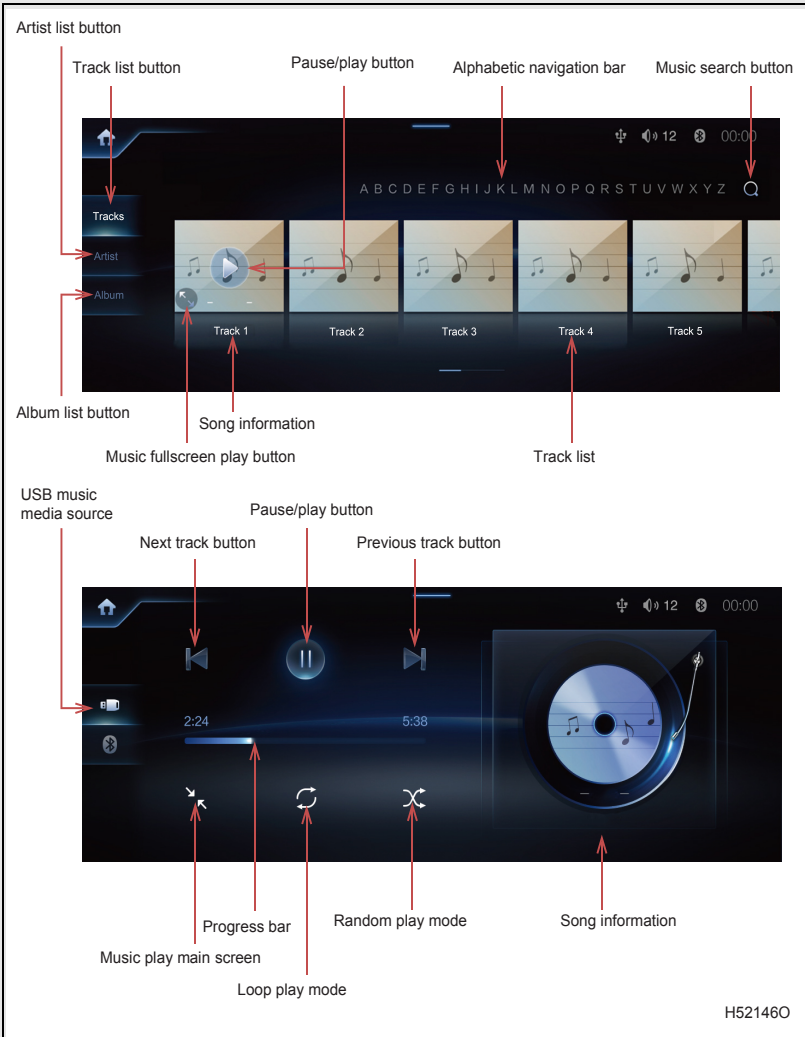 Artist list button
Track list button
Pause/play button
Alphabetic navigation bar
Music search button
12
00:00
A B C D E F G H I J K L M N O P Q R S T U V W X Y Z
Tracks
Artist
Album
Track 1
Track 2
Track 3
Track 4
Track 5
Album list button
Song information
Music fullscreen play button
Track list
USB music
media source
Pause/play button
Next track button
Previous track button
12
00:00
2:24
5:38
Progress bar
Random play mode
Song information
Music play main screen
Loop play mode
H52146O